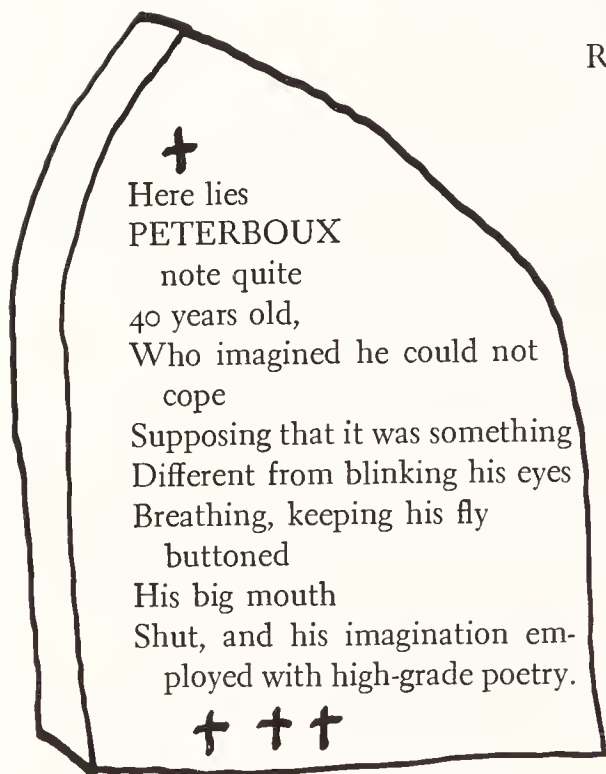 R
Here lies
PETERBOUX
note quite
40 years old,
Who imagined he could not
cope
Supposing that it was something
Different from blinking his eyes
Breathing, keeping his fly
buttoned
His big mouth
Shut, and his imagination em-
ployed with high-grade poetry.